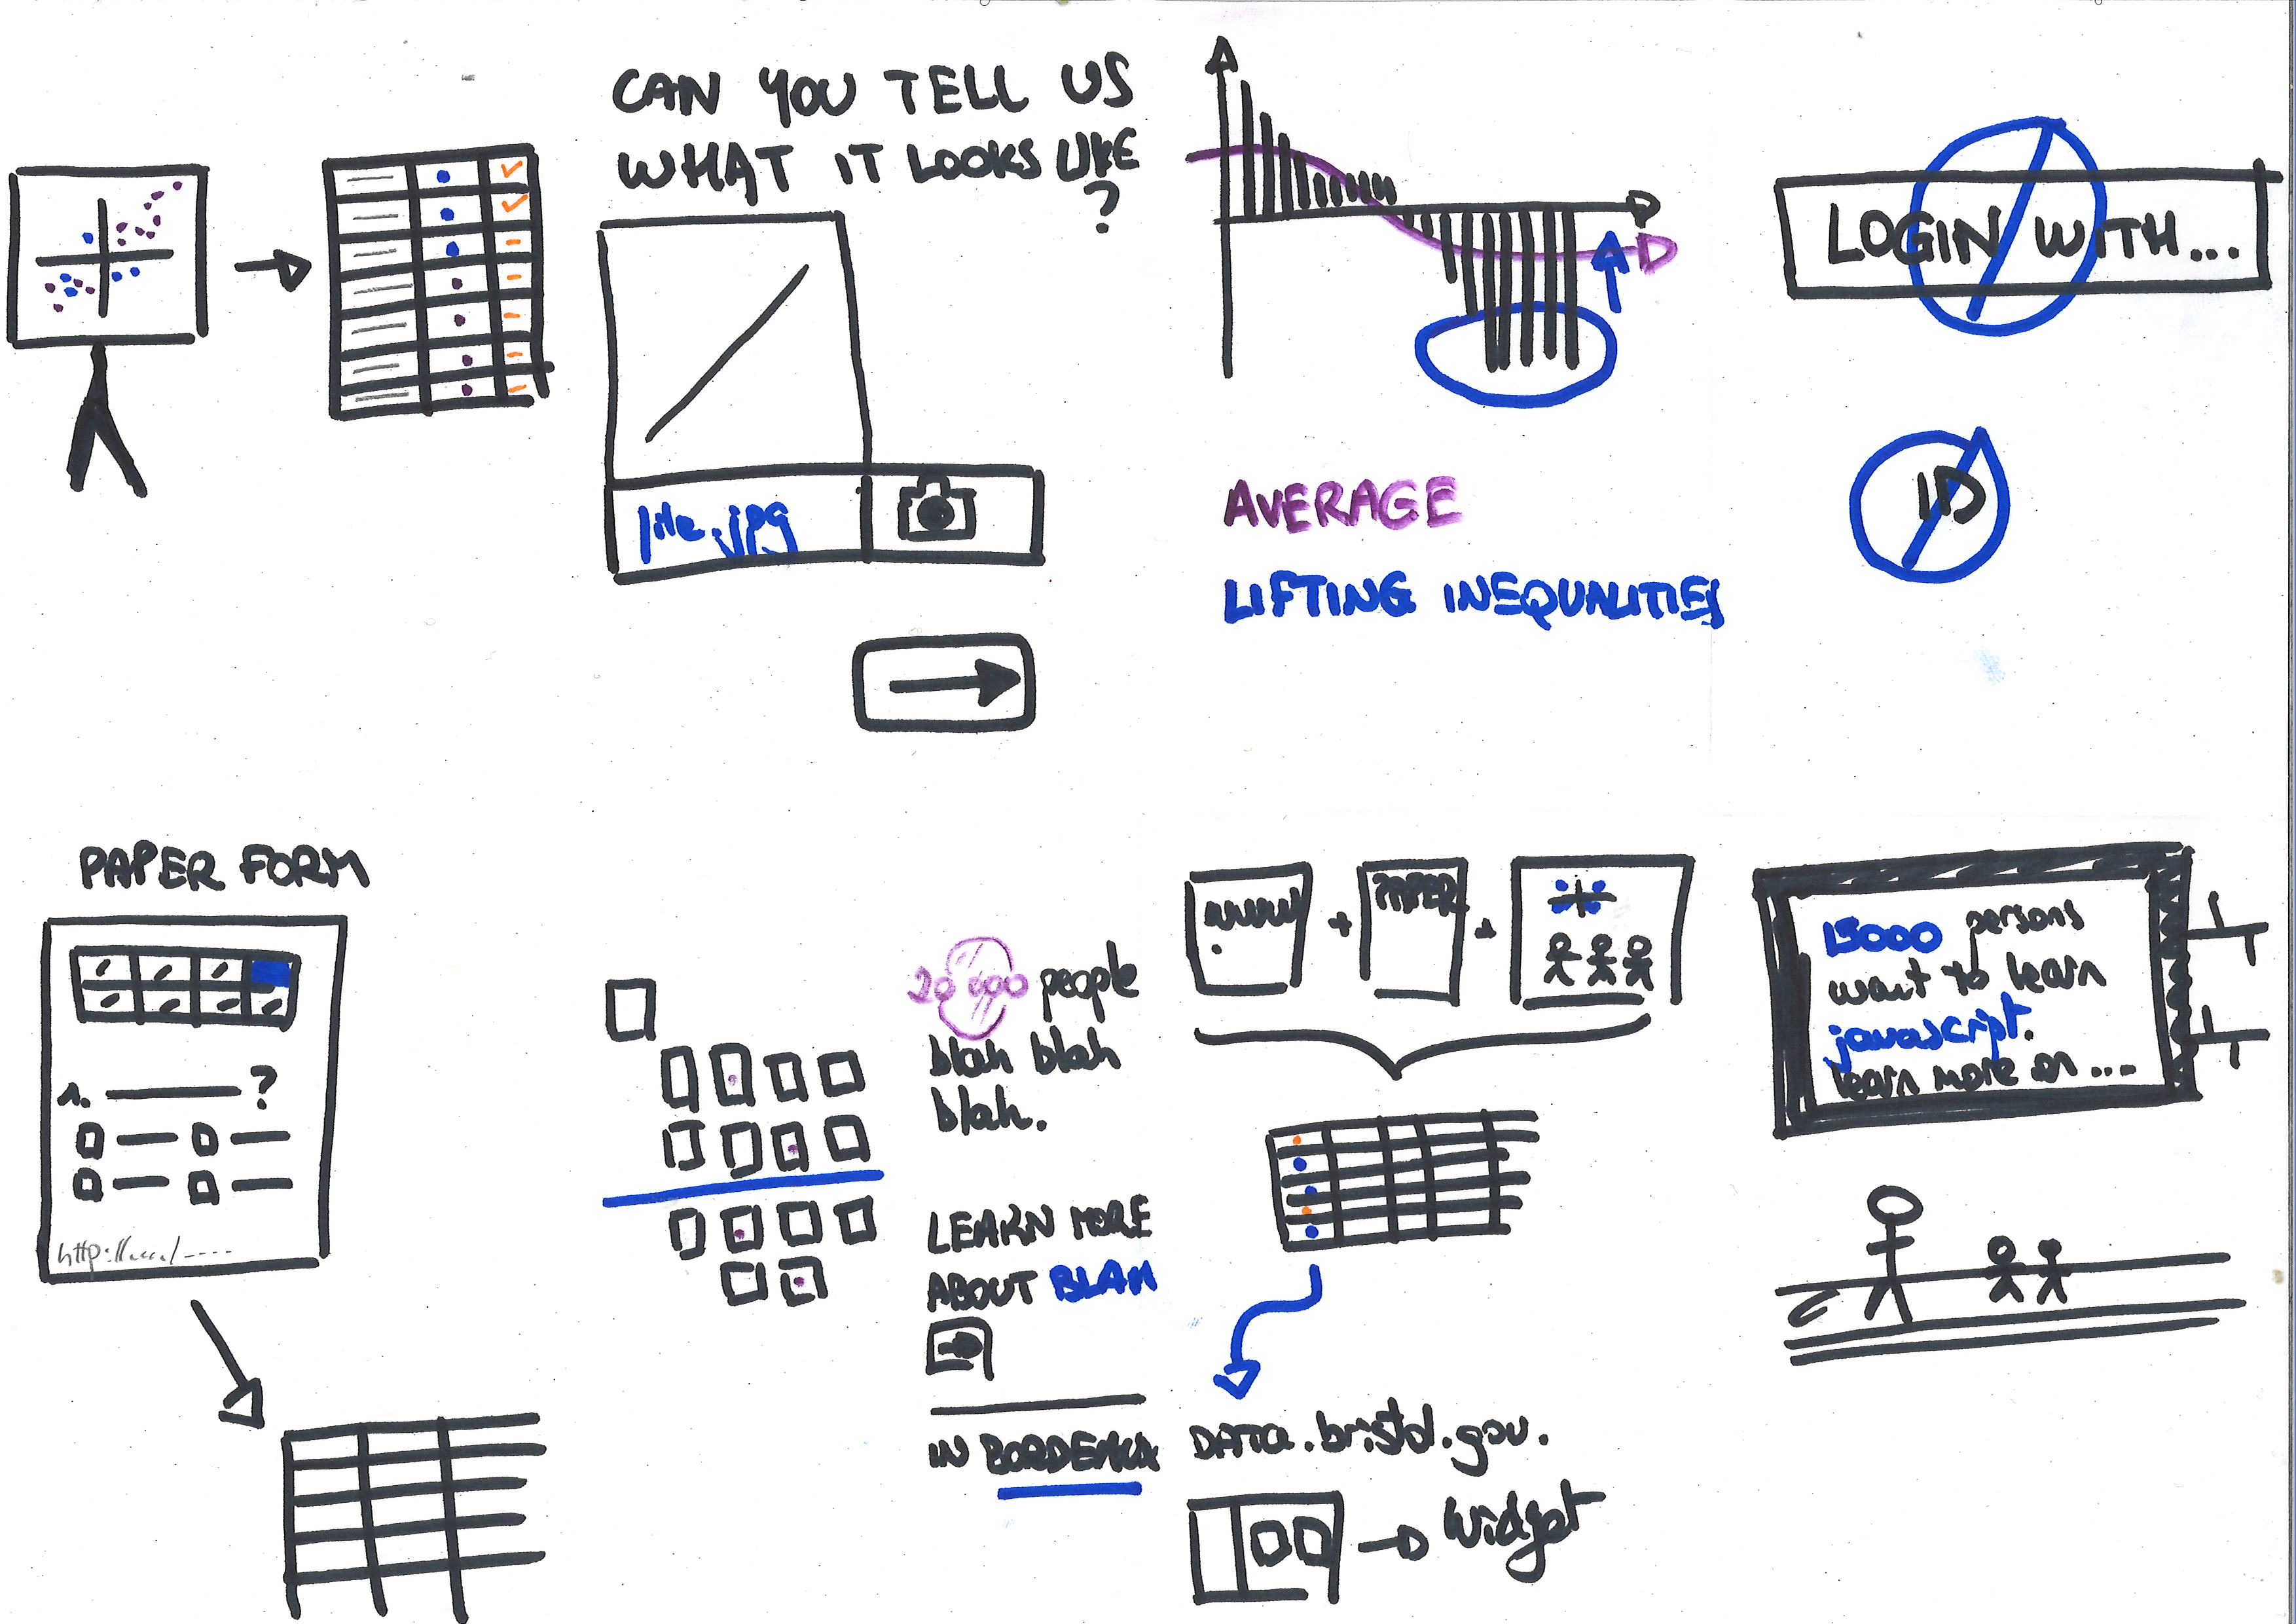 CAN YOU TELL US
WHAT IT LOOKS LIKE
?
file.jpg
AVERAGE
LIFTING INEQUALITIES
LOGIN WITH...
ID
PAPER FORM
1. ?
20 000 people
blah blah
blah.
LEARN MORE
ABOUT BLAH
IN BORDEAUX
WWW
+
PAPER
+
DATA.bristol.gov.
Widget
15000 persons
want to learn
javascript.
learn more on ...